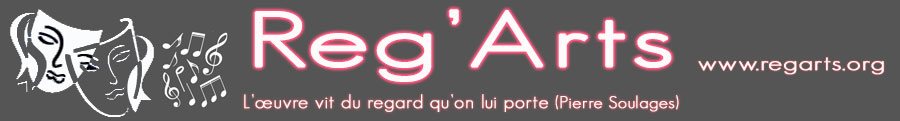 Reg'Arts
www.regarts.org
L'œuvre vit du regard qu'on lui porte (Pierre Soulages)